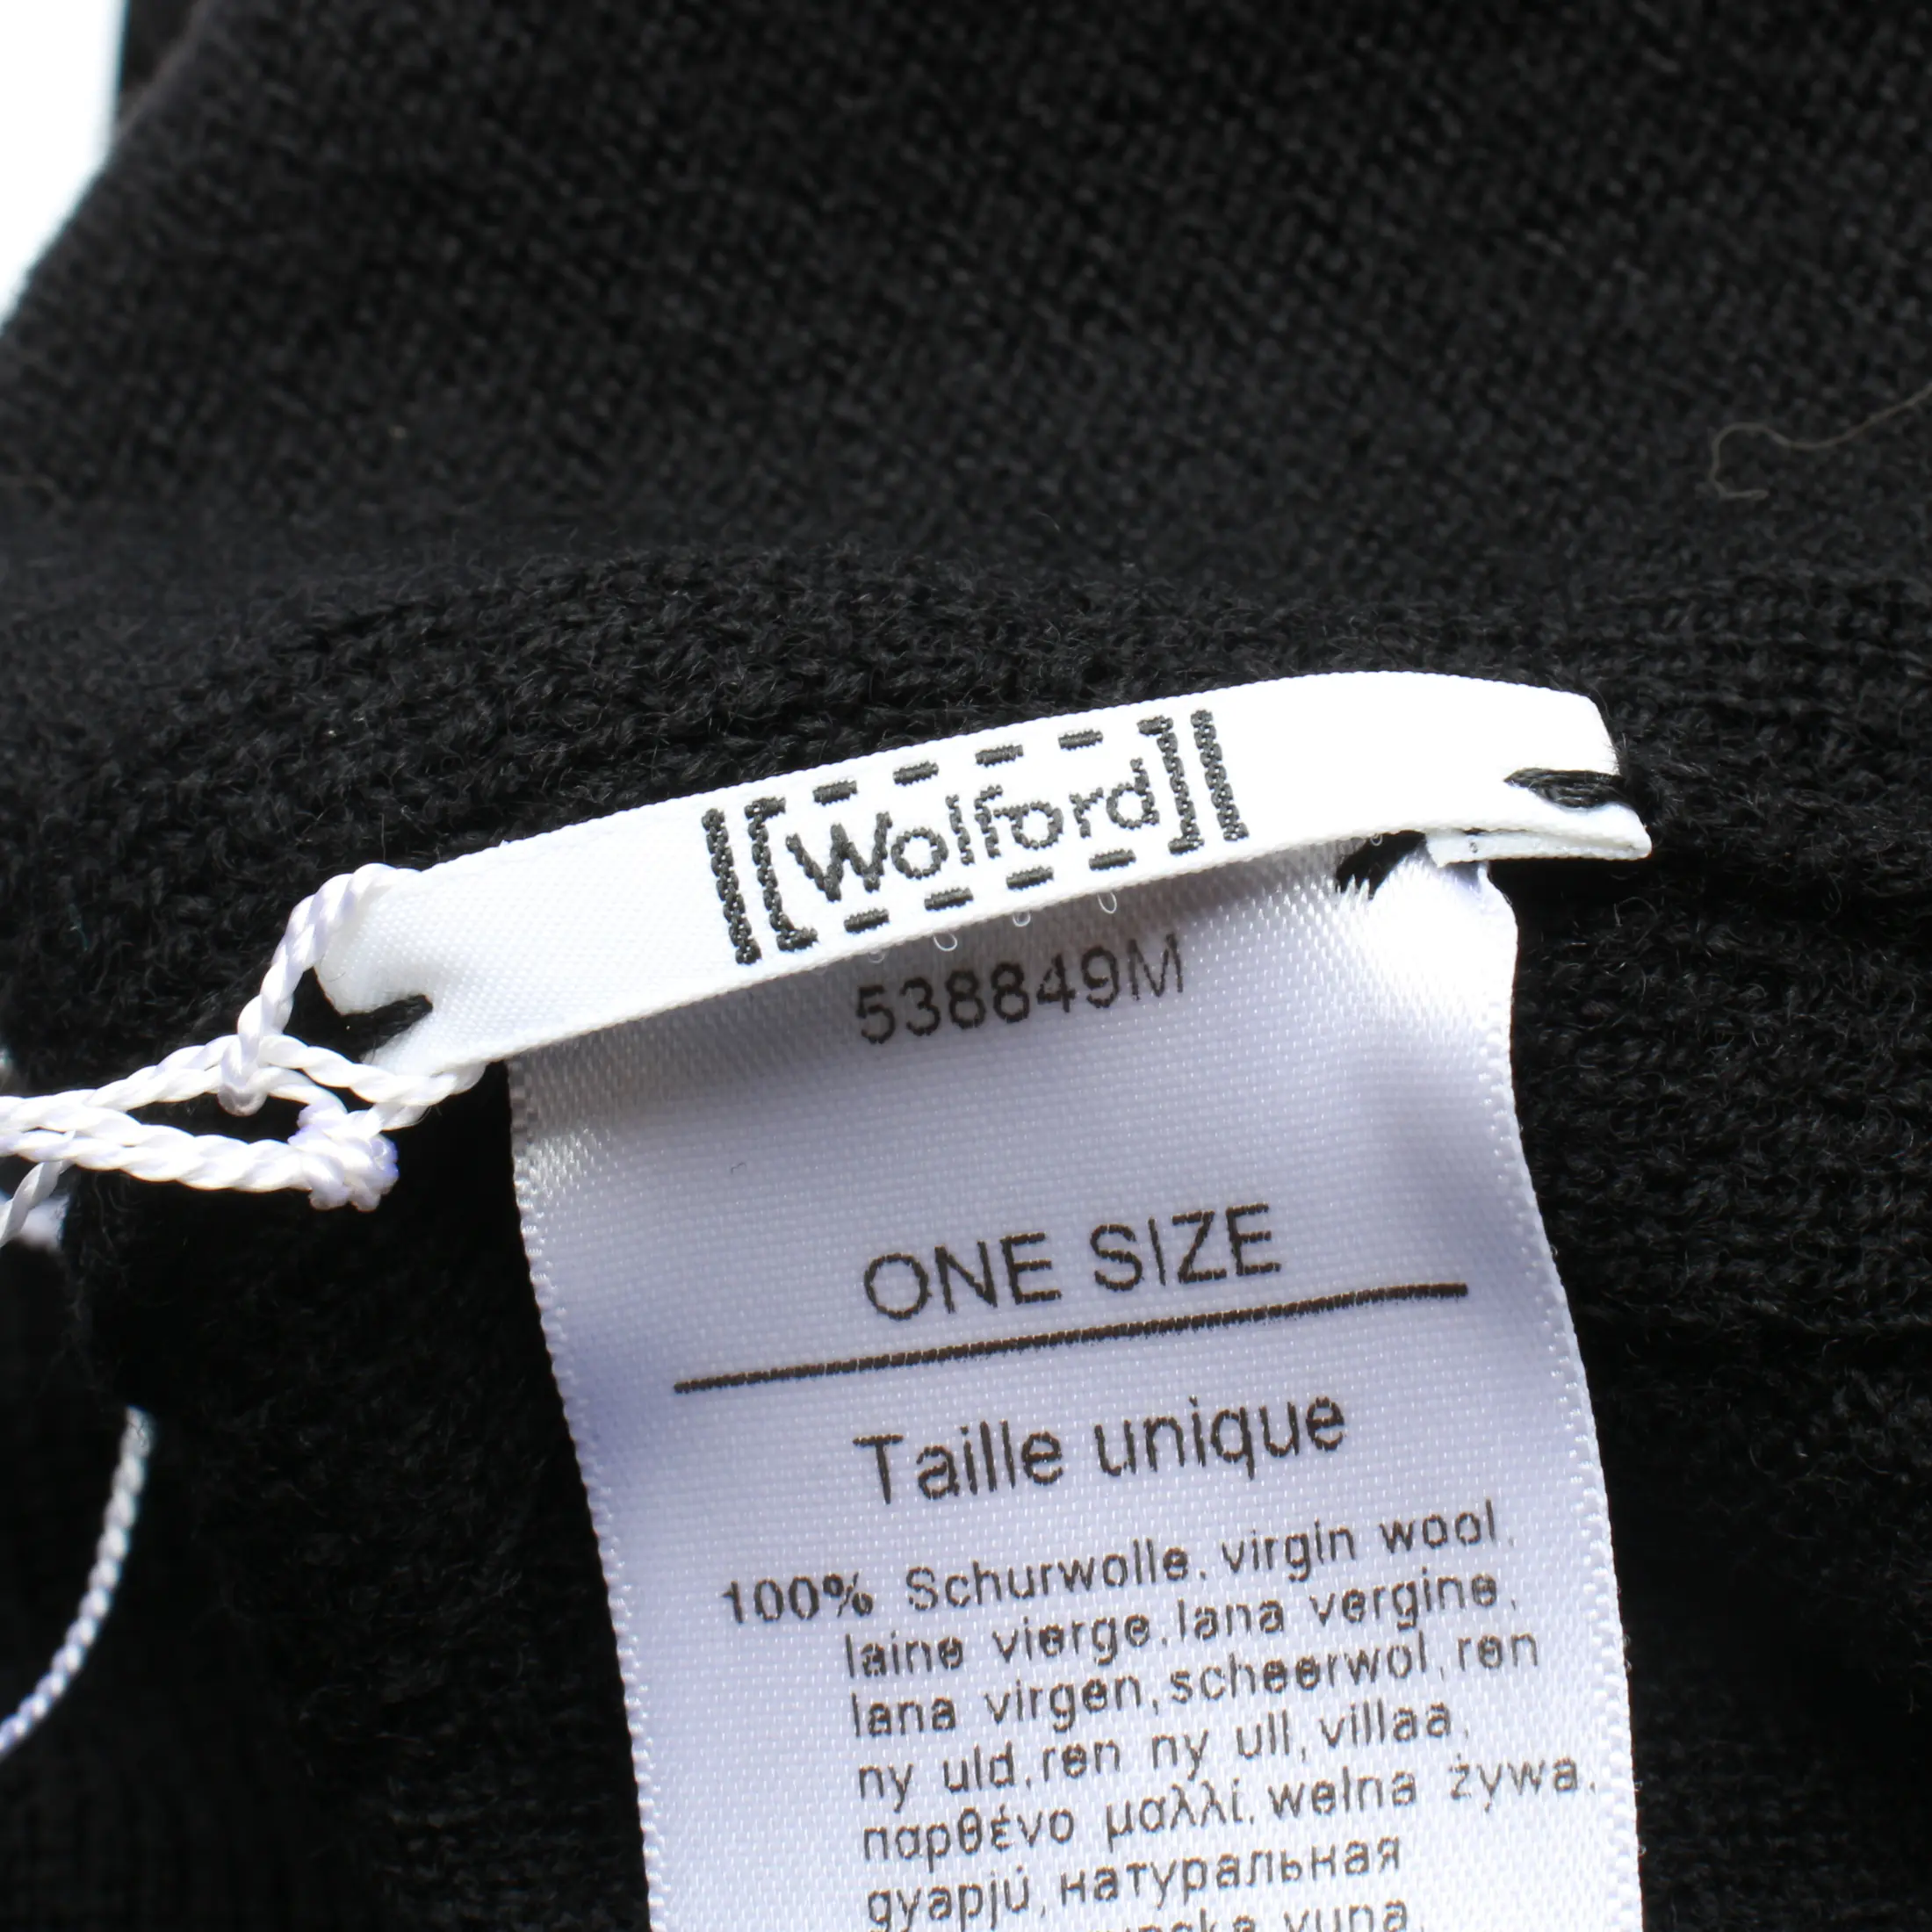 Wolford
538849M
ONE SIZE
Taille unique
100% Schurwolle, virgin wool,
laine vierge, lana vergine,
lana virgen, scheerwol, ren
ny uld, ren ny ull, villaa,
παρθένο μαλλί, wełna żywa,
gyapjú, натуральная
vuna,